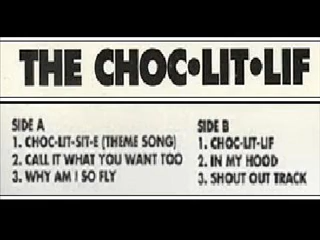 THE CHOC•LIT•LIF
SIDE A
1. CHOC-LIT-SIT-E (THEME SONG)
2. CALL IT WHAT YOU WANT TOO
3. WHY AM I SO FLY
SIDE B
1. CHOC-LIT-LIF
2. IN MY HOOD
3. SHOUT OUT TRACK